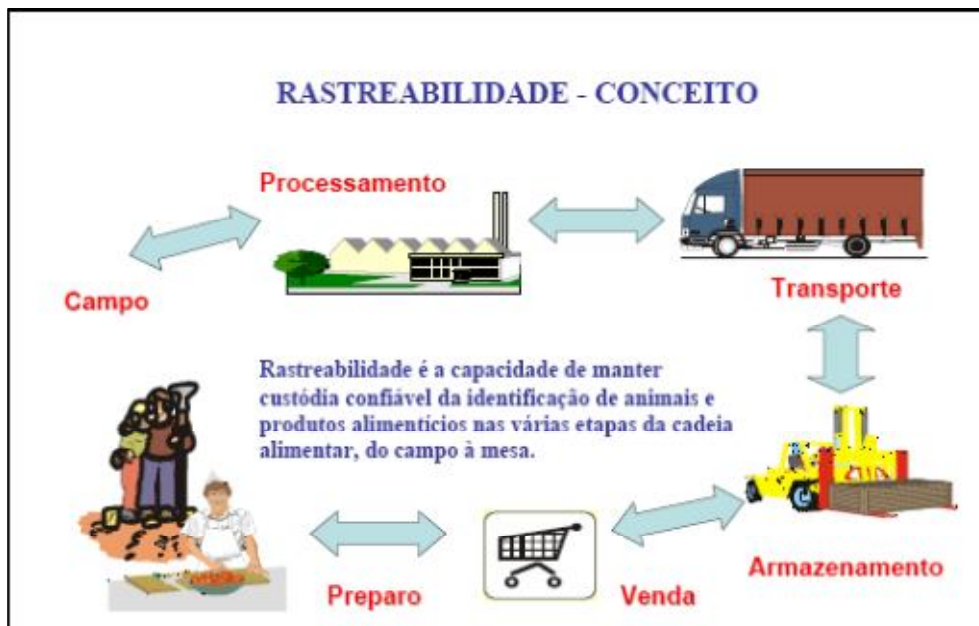 RASTREABILIDADE - CONCEITO
Processamento
Campo
Transporte
Rastreabilidade é a capacidade de manter
custódia confiável da identificação de animais e
produtos alimentícios nas várias etapas da cadeia
alimentar, do campo à mesa.
Armazenamento
Preparo
Venda